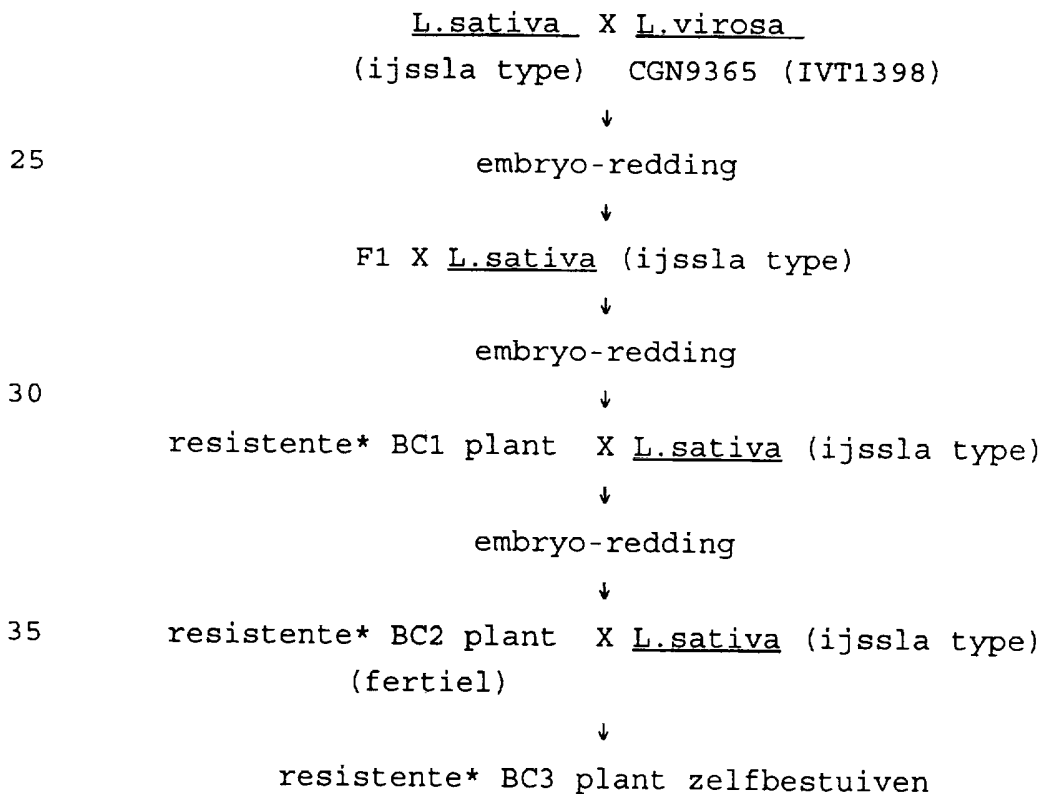 L.sativa X L.virosa
(ijssla type) CGN9365 (IVT1398)
↓
25 embryo-redding
↓
F1 X L.sativa (ijssla type)
↓
embryo-redding
30 ↓
resistente* BC1 plant X L.sativa (ijssla type)
↓
embryo-redding
↓
35 resistente* BC2 plant X L.sativa (ijssla type)
(fertiel)
↓
resistente* BC3 plant zelfbestuiven